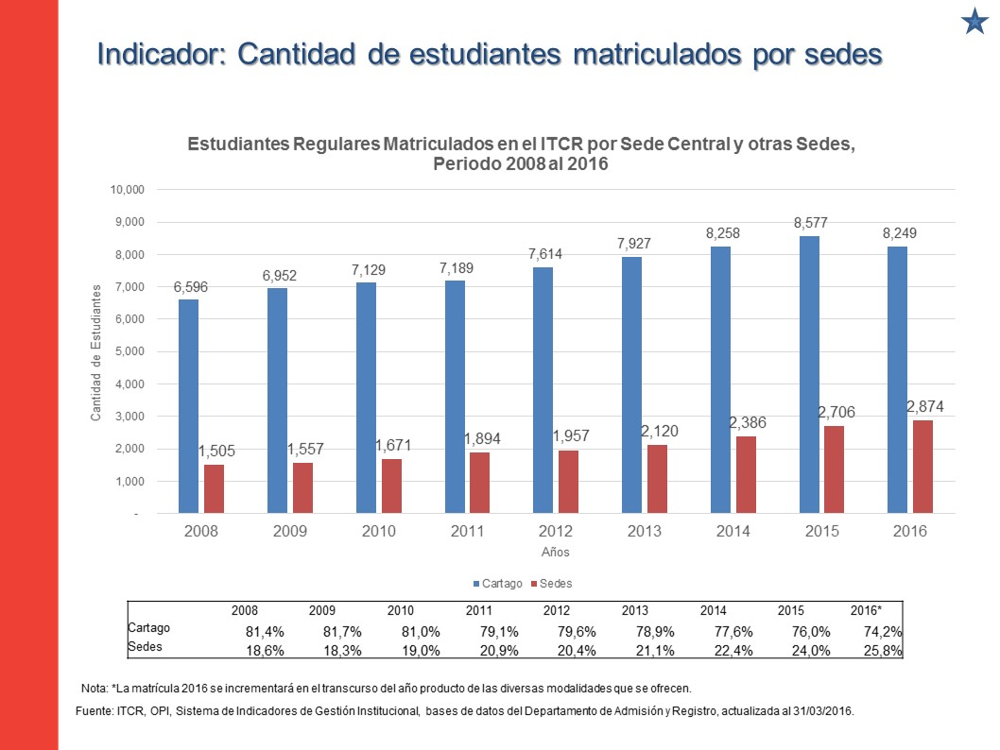 Indicador: Cantidad de estudiantes matriculados por sedes
Estudiantes Regulares Matriculados en el ITCR por Sede Central y otras Sedes,
Periodo 2008 al 2016
Cantidad de Estudiantes
10,000
9,000
8,000
7,000
6,000
5,000
4,000
3,000
2,000
1,000
-
6,596 6,952 7,129 7,189 7,614 7,927 8,258 8,577 8,249
1,505 1,557 1,671 1,894 1,957 2,120 2,386 2,706 2,874
2008 2009 2010 2011 2012 2013 2014 2015 2016
Años
Cartago Sedes
2008 2009 2010 2011 2012 2013 2014 2015 2016*
Cartago 81,4% 81,7% 81,0% 79,1% 79,6% 78,9% 77,6% 76,0% 74,2%
Sedes 18,6% 18,3% 19,0% 20,9% 20,4% 21,1% 22,4% 24,0% 25,8%
Nota: *La matrícula 2016 se incrementará en el transcurso del año producto de las diversas modalidades que se ofrecen.
Fuente: ITCR, OPI, Sistema de Indicadores de Gestión Institucional, bases de datos del Departamento de Admisión y Registro, actualizada al 31/03/2016.